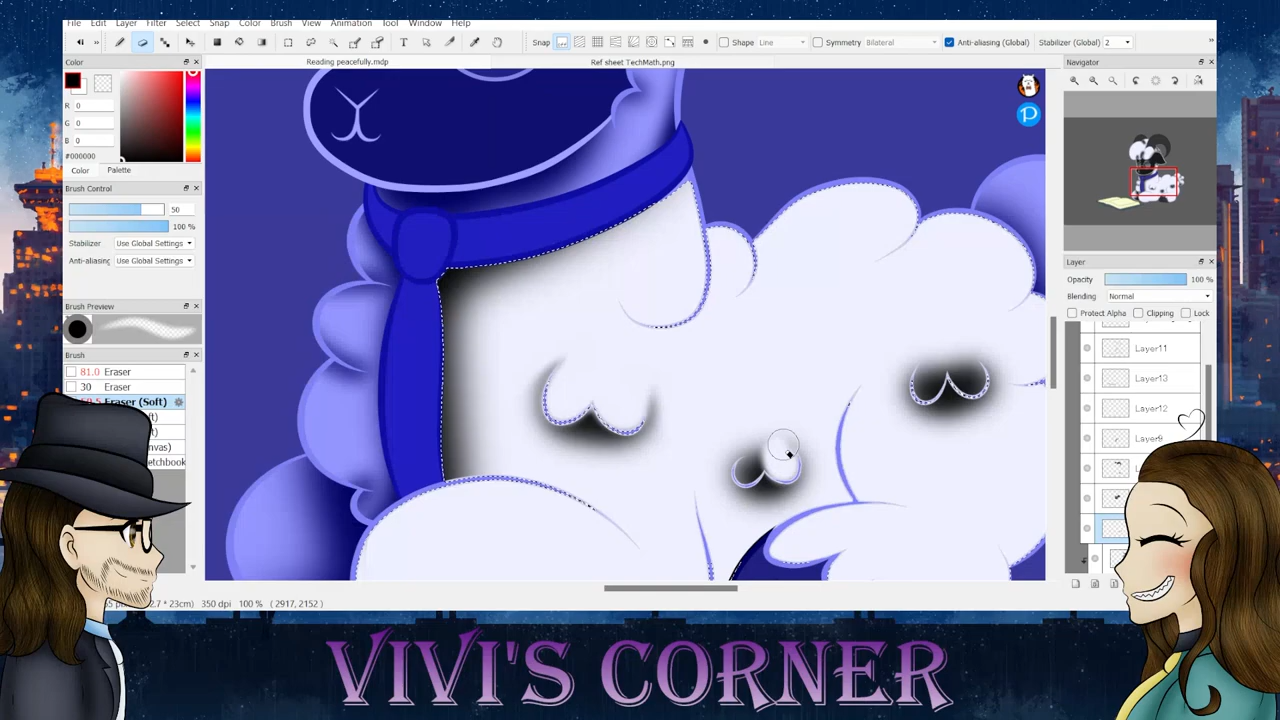 File Edit Layer Filter Select Snap Color Brush View Animation Tool Window Help
Snap Shape Line Symmetry Bilateral Anti-aliasing (Global) Stabilizer (Global) 2
Color
Reading peacefully.mdp
Ref sheet TechMath.png
Navigator
R 0
G 0
B 0
#000000
Color Palette
Brush Control
50
100 %
Stabilizer Use Global Settings
Anti-aliasing Use Global Settings
Brush Preview
Brush
81.0 Eraser
30 Eraser
Eraser (Soft)
Layer
Opacity 100 %
Blending Normal
Protect Alpha Clipping Lock
Layer11
Layer13
Layer12
Layer9
23cm) 350 dpi 100 % ( 2917, 2152 )
VIVI'S CORNER